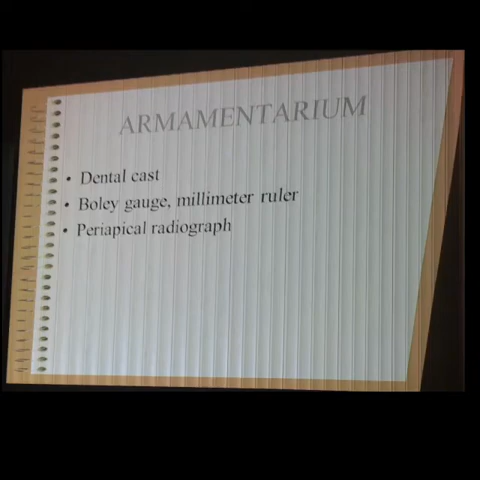 ARMAMENTARIUM
• Dental cast
• Boley gauge, millimeter ruler
• Periapical radiograph